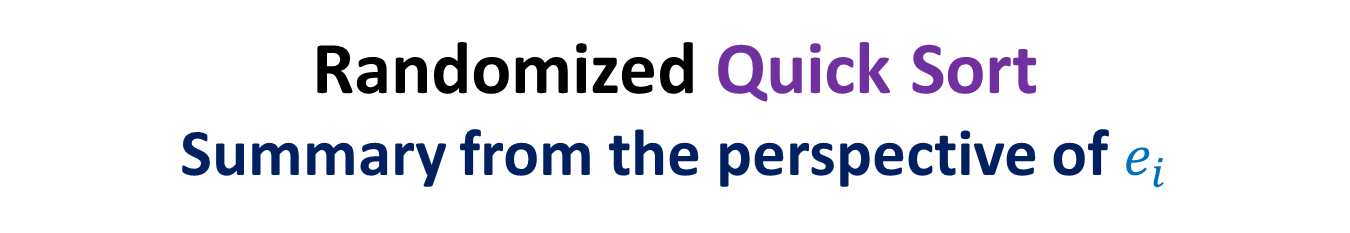 Randomized Quick Sort
Summary from the perspective of 𝑒ᵢ